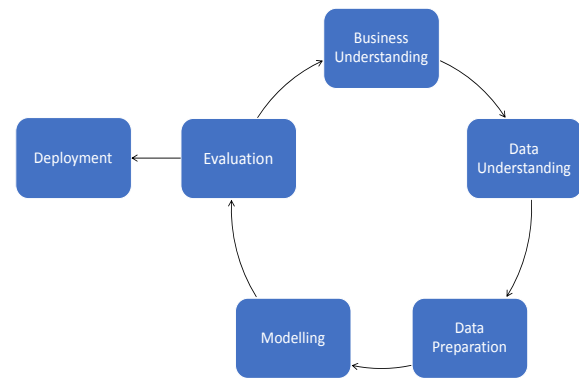 Business
Understanding
Data
Understanding
Data
Preparation
Modelling
Evaluation
Deployment